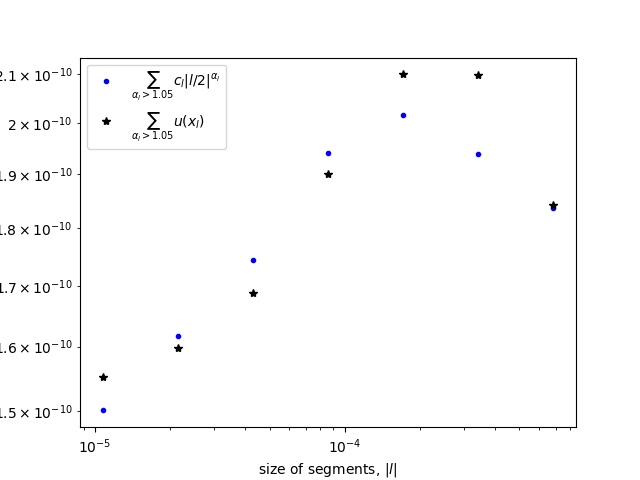 2.1 × 10⁻¹⁰
2 × 10⁻¹⁰
1.9 × 10⁻¹⁰
1.8 × 10⁻¹⁰
1.7 × 10⁻¹⁰
1.6 × 10⁻¹⁰
1.5 × 10⁻¹⁰
∑ c_l|l/2|^{α_l}
α_l > 1.05
∑ u(x_l)
α_l > 1.05
10⁻⁵
10⁻⁴
size of segments, |l|